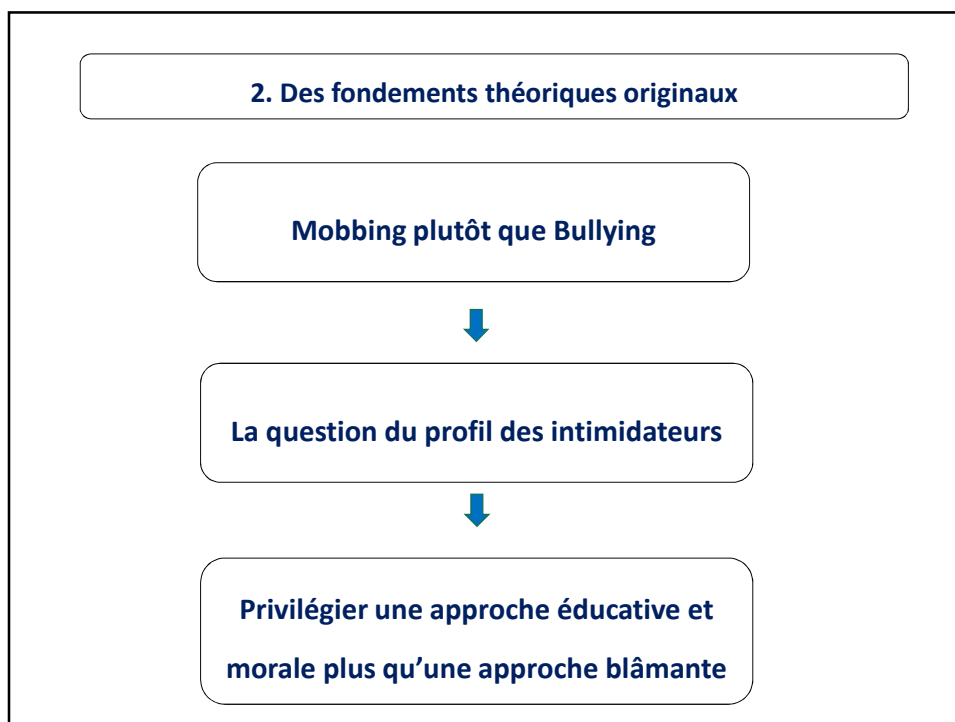 2. Des fondements théoriques originaux
Mobbing plutôt que Bullying
La question du profil des intimidateurs
Privilégier une approche éducative et
morale plus qu’une approche blâmante